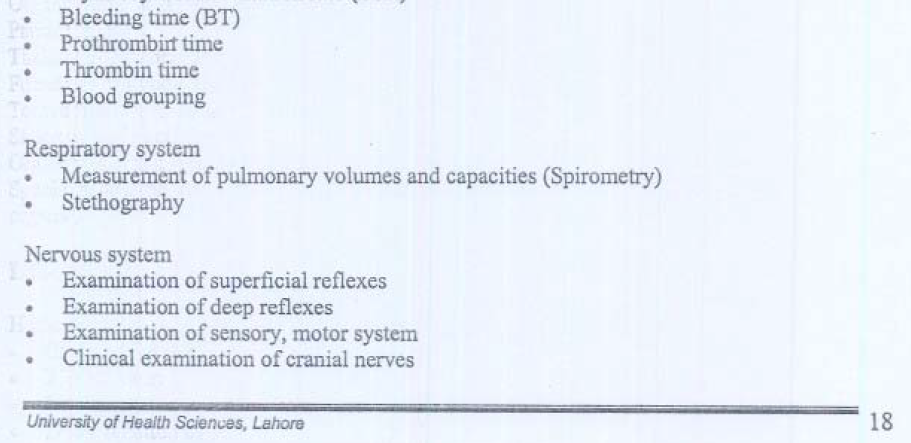 • Bleeding time (BT)
• Prothrombin time
• Thrombin time
• Blood grouping
Respiratory system
• Measurement of pulmonary volumes and capacities (Spirometry)
• Stethography
Nervous system
• Examination of superficial reflexes
• Examination of deep reflexes
• Examination of sensory, motor system
• Clinical examination of cranial nerves
University of Health Sciences, Lahore 18